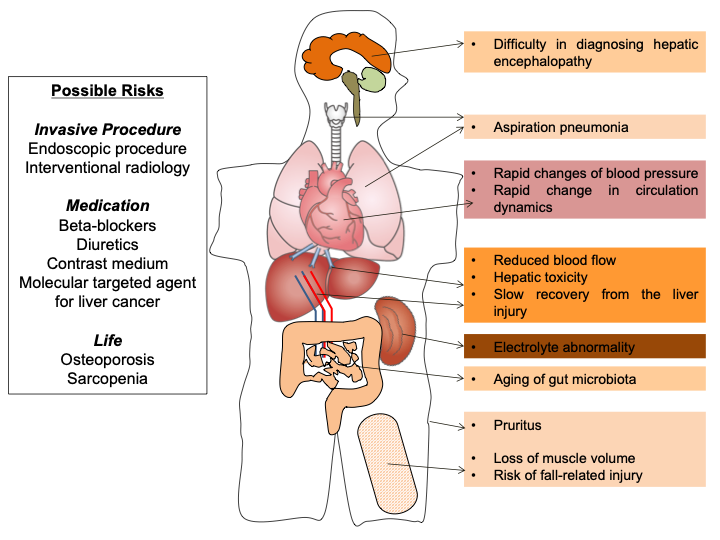 Possible Risks
Invasive Procedure
Endoscopic procedure
Interventional radiology
Medication
Beta-blockers
Diuretics
Contrast medium
Molecular targeted agent
for liver cancer
Life
Osteoporosis
Sarcopenia
• Difficulty in diagnosing hepatic
encephalopathy
• Aspiration pneumonia
• Rapid changes of blood pressure
• Rapid change in circulation
dynamics
• Reduced blood flow
• Hepatic toxicity
• Slow recovery from the liver
injury
• Electrolyte abnormality
• Aging of gut microbiota
• Pruritus
• Loss of muscle volume
• Risk of fall-related injury